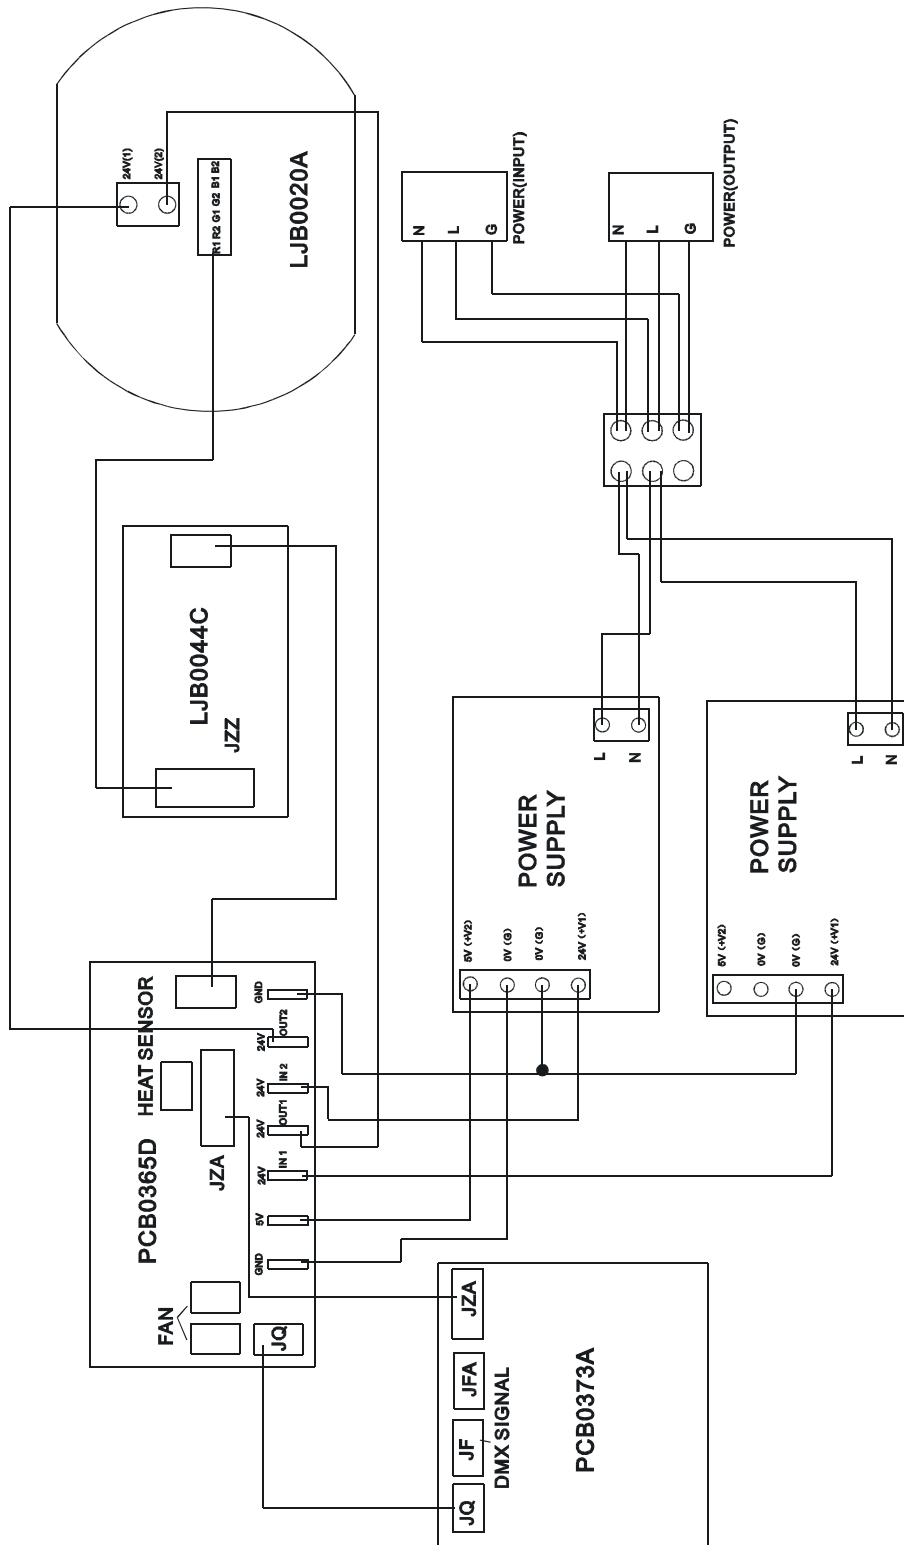 24V(1)
24V(2)
R1 R2 G1 G2 B1 B2
LJB0020A
N
L
G
POWER(INPUT)
N
L
G
POWER(OUTPUT)
LJB0044C
JZZ
L
N
POWER
SUPPLY
5V (+V2)
0V (G)
0V (G)
24V (+V1)
L
N
POWER
SUPPLY
5V (+V2)
0V (G)
0V (G)
24V (+V1)
PCB0365D
HEAT SENSOR
JZA
FAN
JQ
GND
24V
OUT2
24V
IN 2
24V
OUT1
24V
IN 1
5V
GND
JZA
JFA
JF
JQ
DMX SIGNAL
PCB0373A